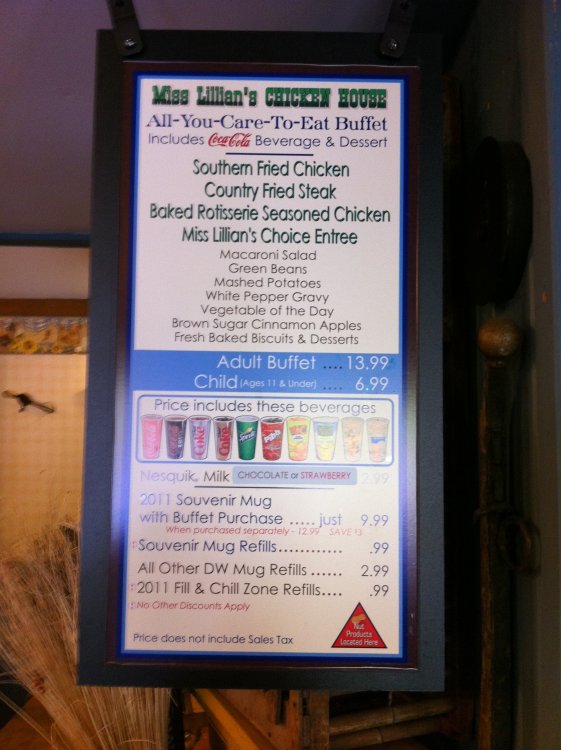 Miss Lillian's CHICKEN HOUSE
All-You-Care-To-Eat Buffet
Includes Coca-Cola Beverage & Dessert
Southern Fried Chicken
Country Fried Steak
Baked Rotisserie Seasoned Chicken
Miss Lillian's Choice Entree
Macaroni Salad
Green Beans
Mashed Potatoes
White Pepper Gravy
Vegetable of the Day
Brown Sugar Cinnamon Apples
Fresh Baked Biscuits & Desserts
Adult Buffet .... 13.99
Child (Ages 11 & Under) .... 6.99
Price includes these beverages
Coke Sprite Pibb
Nesquik Milk CHOCOLATE or STRAWBERRY 2.99
2011 Souvenir Mug
with Buffet Purchase ..... just 9.99
When purchased separately - 12.99 SAVE $3
Souvenir Mug Refills............ .99
All Other DW Mug Refills ...... 2.99
2011 Fill & Chill Zone Refills.... .99
No Other Discounts Apply
Nut
Products
Located Here
Price does not include Sales Tax